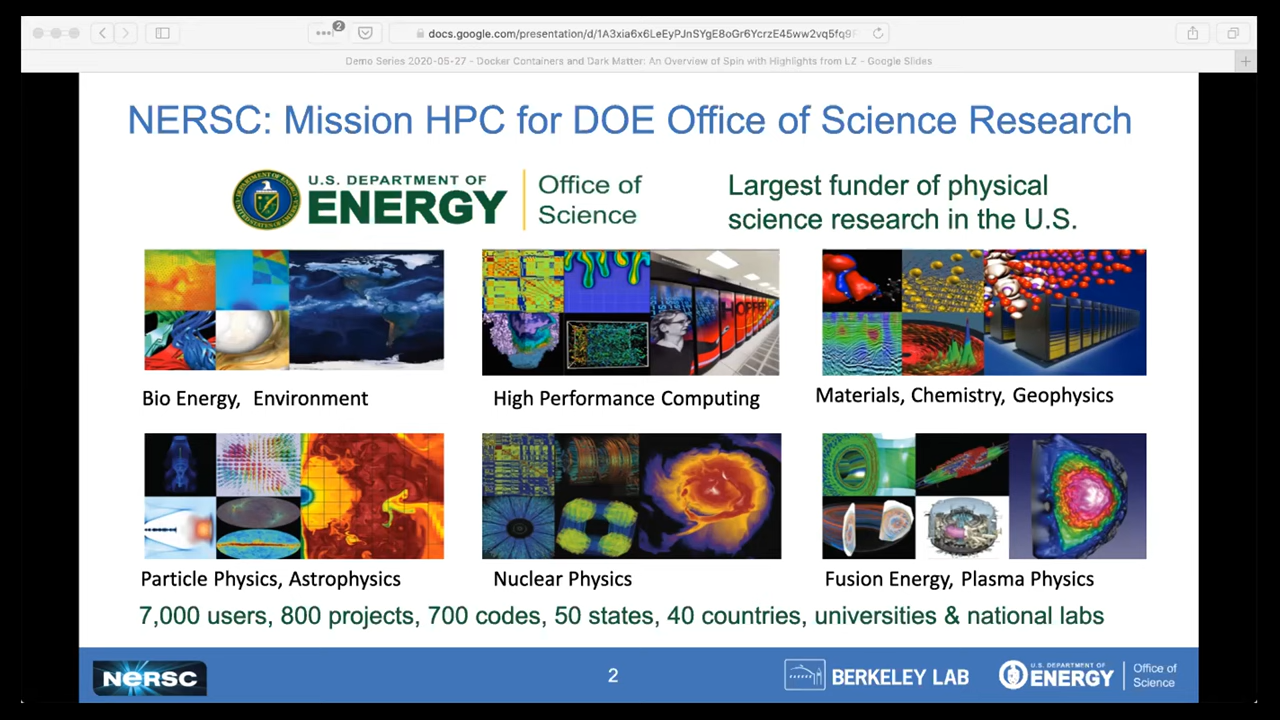 2
docs.google.com/presentation/d/1A3xia6x6LeEyPJnSYgE8oGr6YcrzE45ww2vq5fq9F
Demo Series 2020-05-27 - Docker Containers and Dark Matter: An Overview of Spin with Highlights from LZ - Google Slides
NERSC: Mission HPC for DOE Office of Science Research
U.S. DEPARTMENT OF
ENERGY
Office of
Science
Largest funder of physical
science research in the U.S.
HOPPER
Bio Energy, Environment
High Performance Computing
Materials, Chemistry, Geophysics
Particle Physics, Astrophysics
Nuclear Physics
Fusion Energy, Plasma Physics
7,000 users, 800 projects, 700 codes, 50 states, 40 countries, universities & national labs
NERSC
2
BERKELEY LAB
U.S. DEPARTMENT OF
ENERGY
Office of
Science